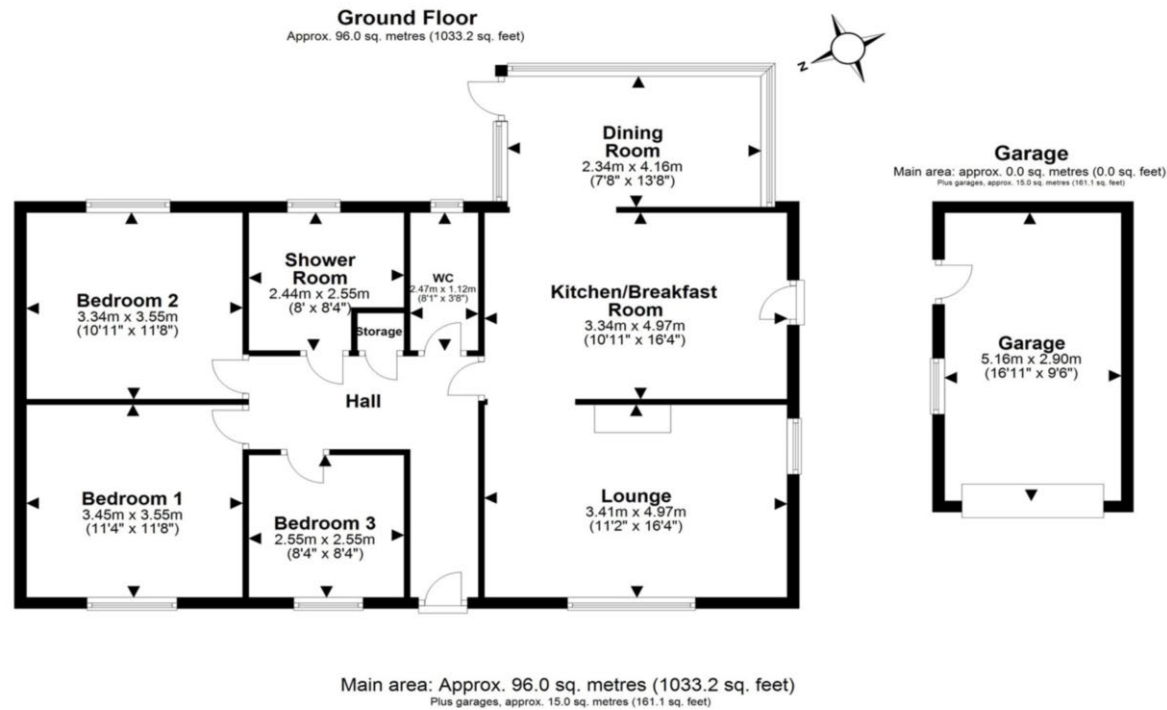 Ground Floor
Approx. 96.0 sq. metres (1033.2 sq. feet)
N
Dining
Room
2.34m x 4.16m
(7'8" x 13'8")
Garage
Main area: approx. 0.0 sq. metres (0.0 sq. feet)
Plus garages, approx. 15.0 sq. metres (161.1 sq. feet)
Bedroom 2
3.34m x 3.55m
(10'11" x 11'8")
Shower
Room
2.44m x 2.55m
(8' x 8'4")
WC
2.47m x 1.12m
(8'1" x 3'8")
Storage
Kitchen/Breakfast
Room
3.34m x 4.97m
(10'11" x 16'4")
Garage
5.16m x 2.90m
(16'11" x 9'6")
Hall
Bedroom 1
3.45m x 3.55m
(11'4" x 11'8")
Bedroom 3
2.55m x 2.55m
(8'4" x 8'4")
Lounge
3.41m x 4.97m
(11'2" x 16'4")
Main area: Approx. 96.0 sq. metres (1033.2 sq. feet)
Plus garages, approx. 15.0 sq. metres (161.1 sq. feet)